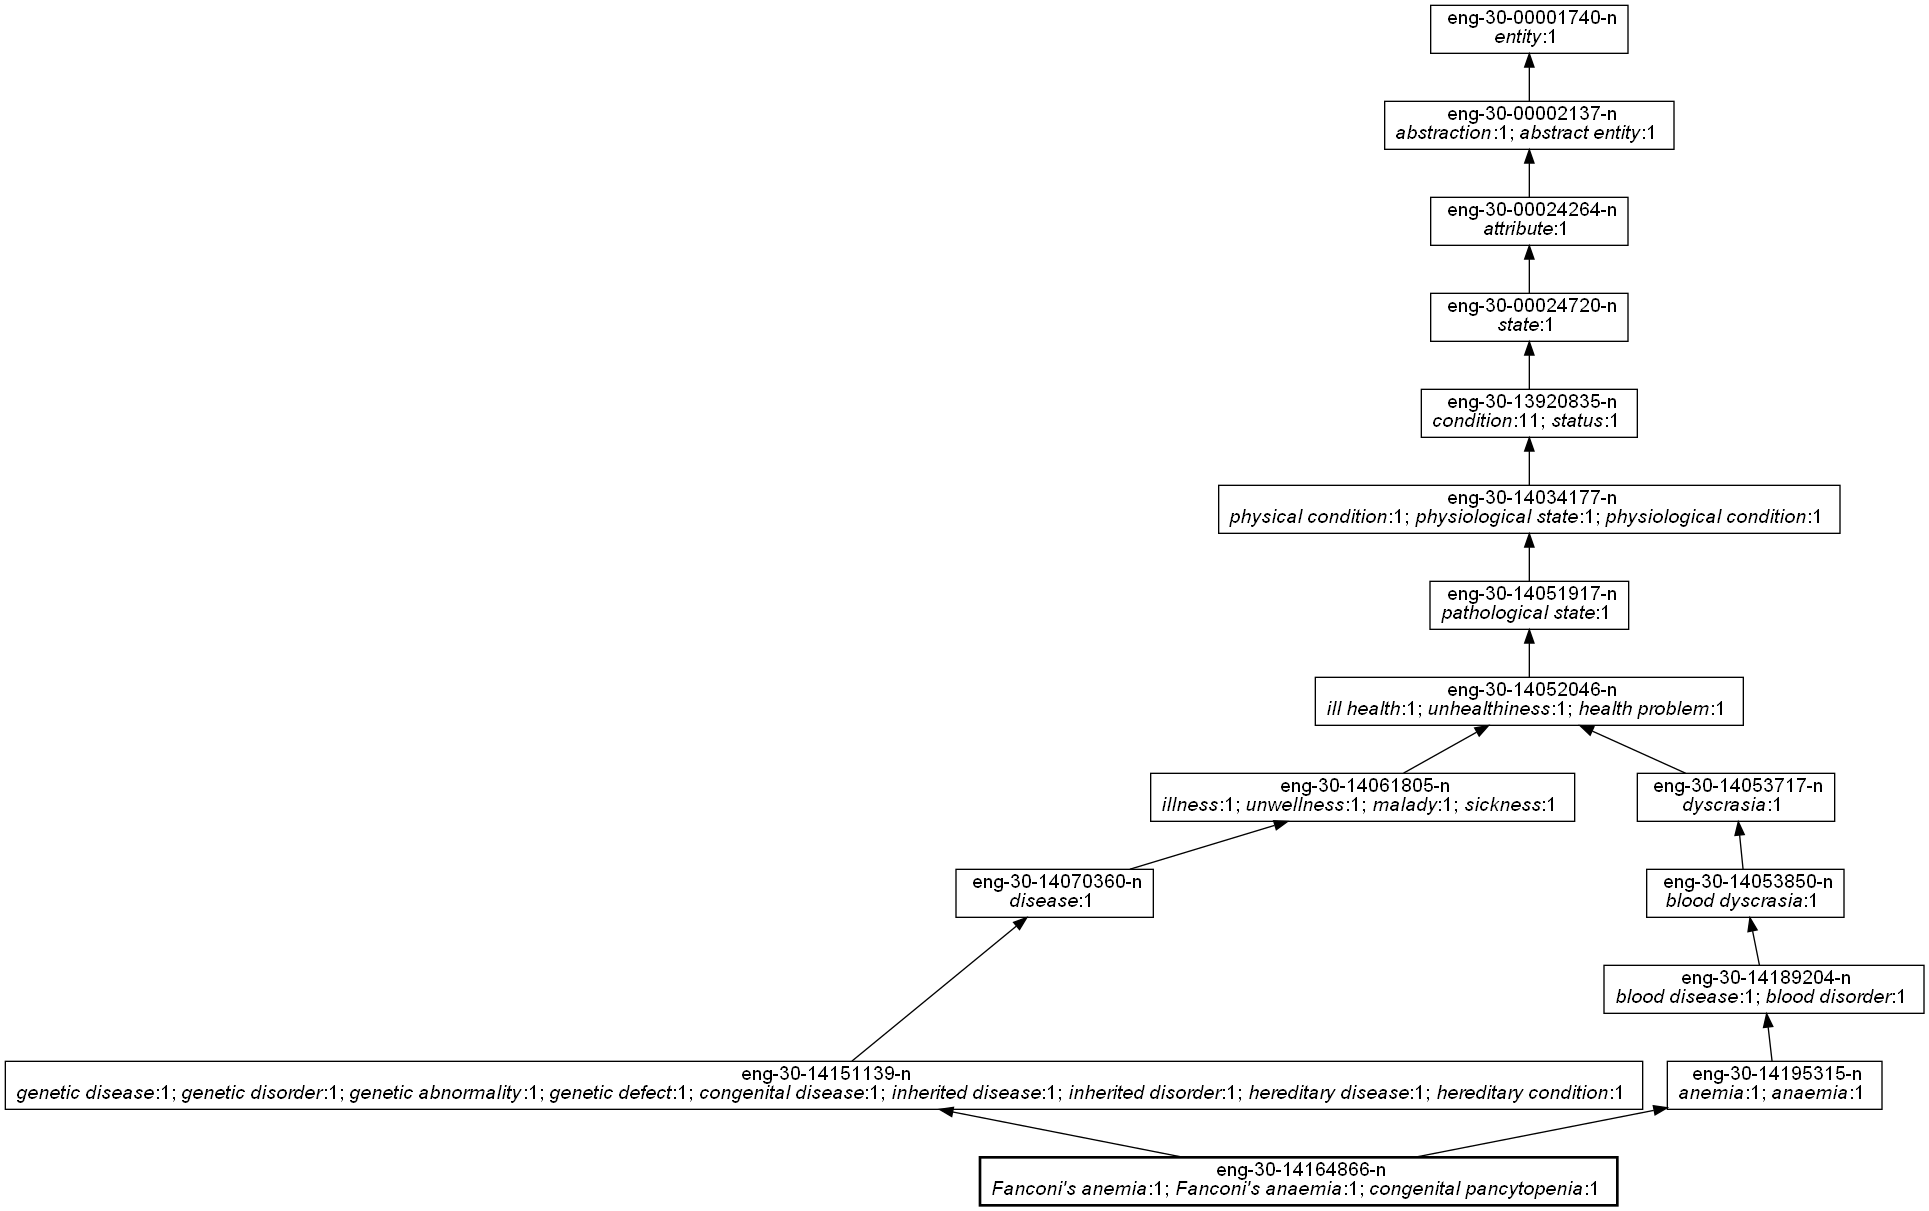 eng-30-00001740-n
entity:1
eng-30-00002137-n
abstraction:1; abstract entity:1
eng-30-00024264-n
attribute:1
eng-30-00024720-n
state:1
eng-30-13920835-n
condition:11; status:1
eng-30-14034177-n
physical condition:1; physiological state:1; physiological condition:1
eng-30-14051917-n
pathological state:1
eng-30-14052046-n
ill health:1; unhealthiness:1; health problem:1
eng-30-14061805-n
illness:1; unwellness:1; malady:1; sickness:1
eng-30-14053717-n
dyscrasia:1
eng-30-14070360-n
disease:1
eng-30-14053850-n
blood dyscrasia:1
eng-30-14189204-n
blood disease:1; blood disorder:1
eng-30-14151139-n
genetic disease:1; genetic disorder:1; genetic abnormality:1; genetic defect:1; congenital disease:1; inherited disease:1; inherited disorder:1; hereditary disease:1; hereditary condition:1
eng-30-14195315-n
anemia:1; anaemia:1
eng-30-14164866-n
Fanconi's anemia:1; Fanconi's anaemia:1; congenital pancytopenia:1